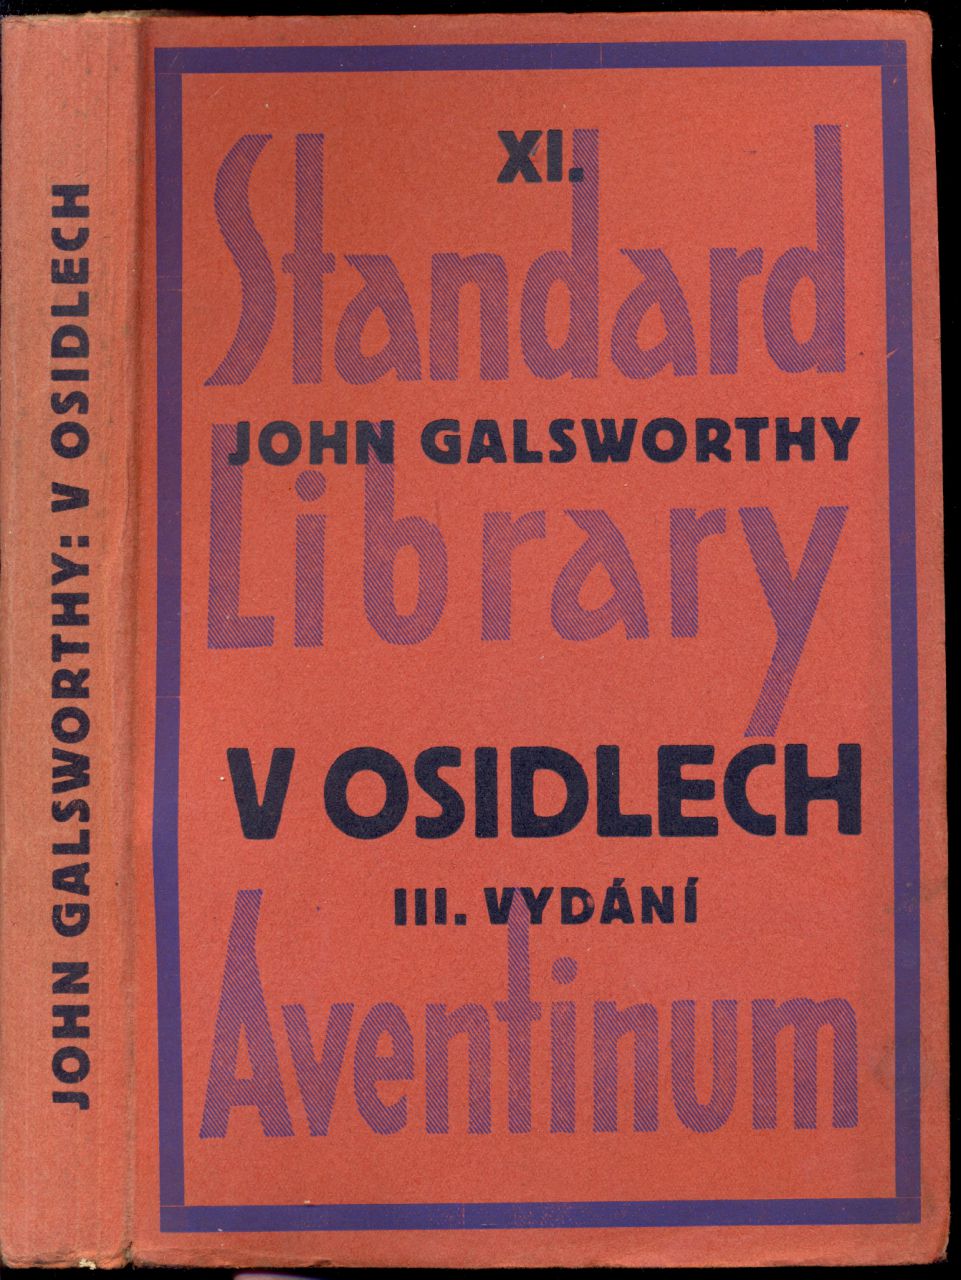 JOHN GALSWORTHY: V OSIDLECH
XI.
Standard
JOHN GALSWORTHY
Library
V OSIDLECH
III. VYDÁNÍ
Aventinum